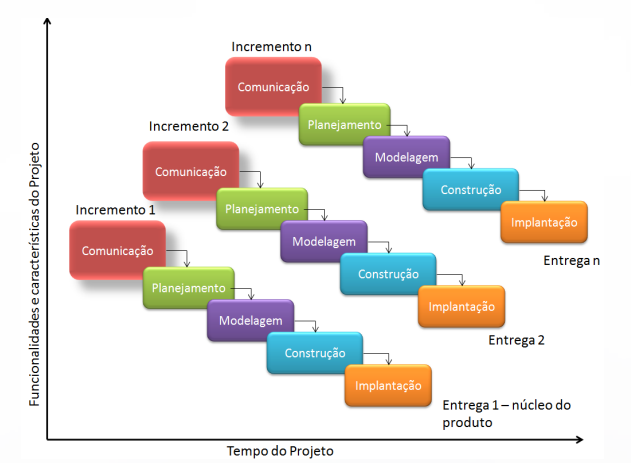 Incremento n
Comunicação
Planejamento
Modelagem
Construção
Implantação
Entrega n
Incremento 2
Comunicação
Planejamento
Modelagem
Construção
Implantação
Entrega 2
Incremento 1
Comunicação
Planejamento
Modelagem
Construção
Implantação
Entrega 1 – núcleo do
produto
Funcionalidades e características do Projeto
Tempo do Projeto